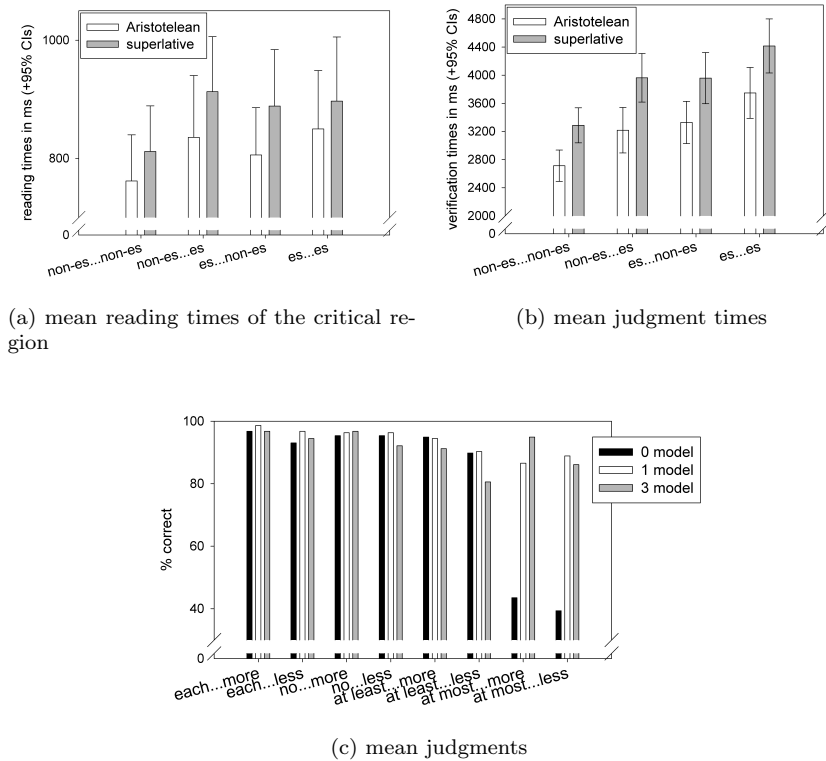 reading times in ms (+95% CIs)
1000
800
0
Aristotelean
superlative
non-es...non-es
non-es...es
es...non-es
es...es
(a) mean reading times of the critical re-
gion
verification times in ms (+95% CIs)
4800
4400
4000
3600
3200
2800
2400
2000
0
Aristotelean
superlative
non-es...non-es
non-es...es
es...non-es
es...es
(b) mean judgment times
% correct
100
80
60
40
0
0 model
1 model
3 model
each...more
each...less
no...more
no...less
at least...more
at least...less
at most...more
at most...less
(c) mean judgments